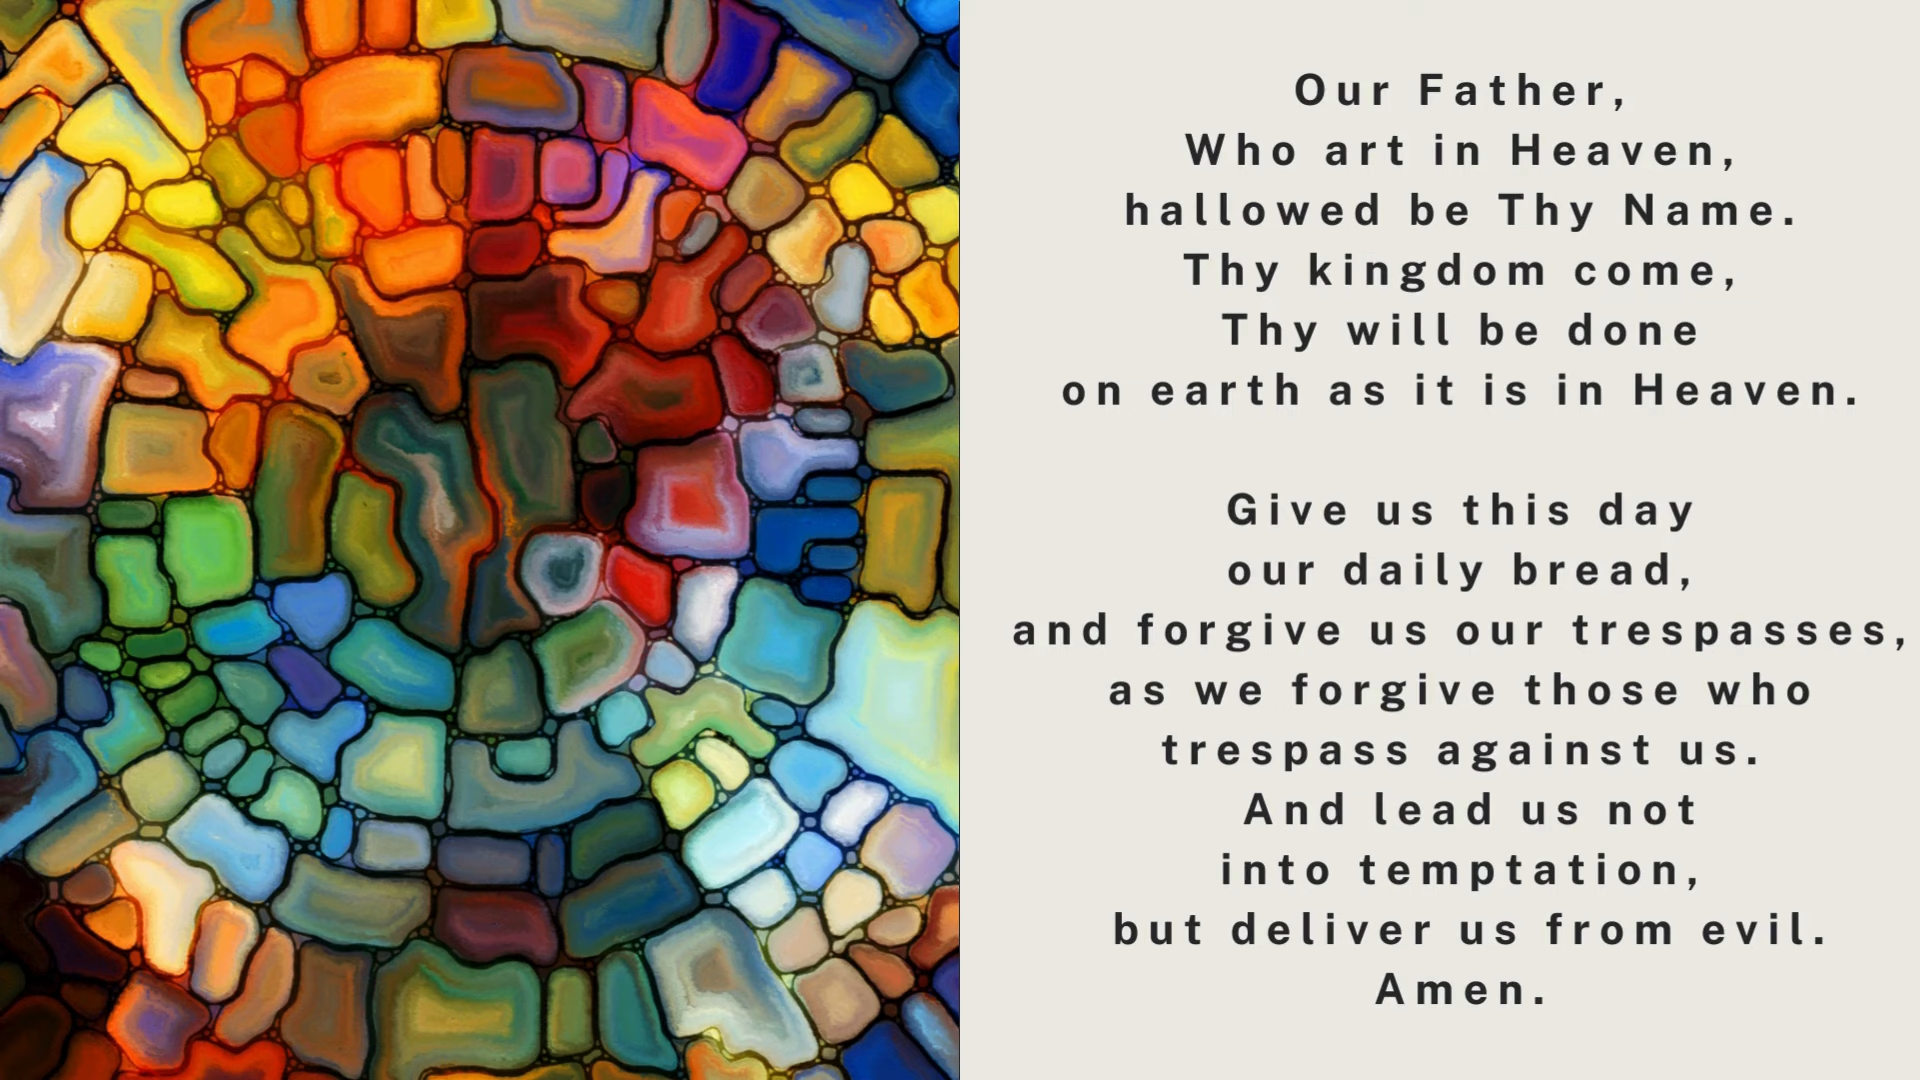 Our Father,
Who art in Heaven,
hallowed be Thy Name.
Thy kingdom come,
Thy will be done
on earth as it is in Heaven.
Give us this day
our daily bread,
and forgive us our trespasses,
as we forgive those who
trespass against us.
And lead us not
into temptation,
but deliver us from evil.
Amen.